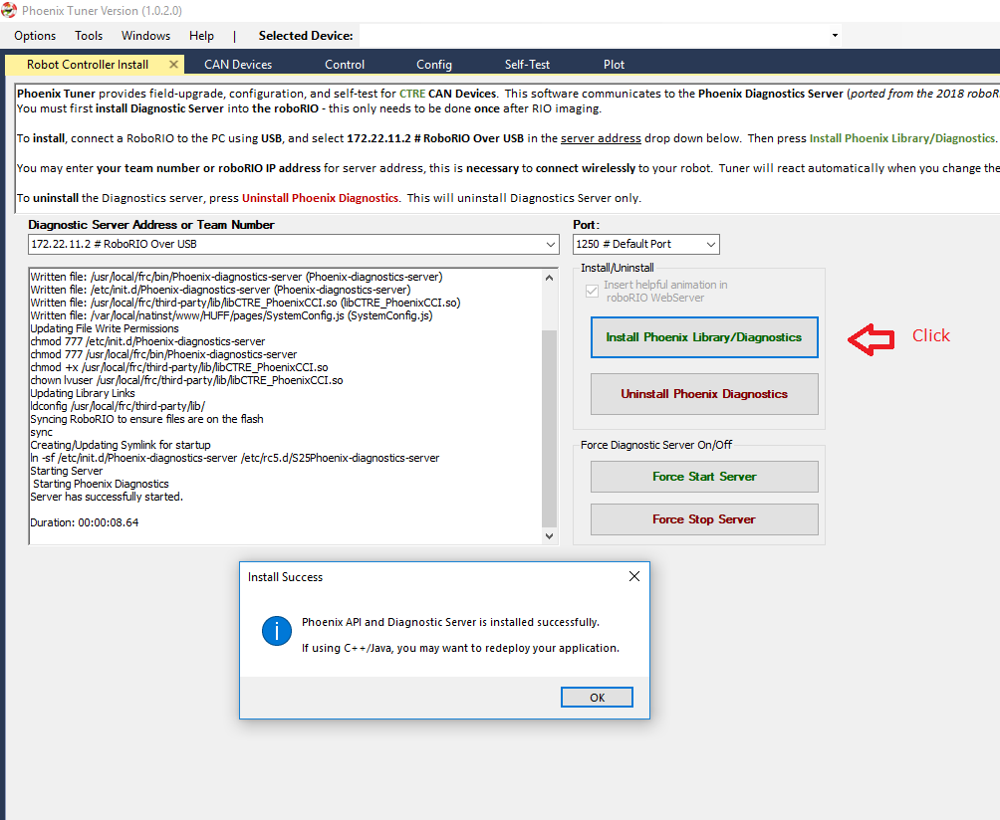 Phoenix Tuner Version (1.0.2.0)
Options Tools Windows Help | Selected Device:
Robot Controller Install CAN Devices Control Config Self-Test Plot
Phoenix Tuner provides field-upgrade, configuration, and self-test for CTRE CAN Devices. This software communicates to the Phoenix Diagnostics Server (ported from the 2018 roboR
You must first install Diagnostic Server into the roboRIO - this only needs to be done once after RIO imaging.
To install, connect a RoboRIO to the PC using USB, and select 172.22.11.2 # RoboRIO Over USB in the server address drop down below. Then press Install Phoenix Library/Diagnostics.
You may enter your team number or roboRIO IP address for server address, this is necessary to connect wirelessly to your robot. Tuner will react automatically when you change the
To uninstall the Diagnostics server, press Uninstall Phoenix Diagnostics. This will uninstall Diagnostics Server only.
Diagnostic Server Address or Team Number
Port:
172.22.11.2 # RoboRIO Over USB
1250 # Default Port
Written file: /usr/local/frc/bin/Phoenix-diagnostics-server (Phoenix-diagnostics-server)
Written file: /etc/init.d/Phoenix-diagnostics-server (Phoenix-diagnostics-server)
Written file: /usr/local/frc/third-party/lib/libCTRE_PhoenixCCI.so (libCTRE_PhoenixCCI.so)
Written file: /var/local/natinst/www/HUFF/pages/SystemConfig.js (SystemConfig.js)
Updating File Write Permissions
chmod 777 /etc/init.d/Phoenix-diagnostics-server
chmod 777 /usr/local/frc/bin/Phoenix-diagnostics-server
chmod +x /usr/local/frc/third-party/lib/libCTRE_PhoenixCCI.so
chown lvuser /usr/local/frc/third-party/lib/libCTRE_PhoenixCCI.so
Updating Library Links
ldconfig /usr/local/frc/third-party/lib/
Syncing RoboRIO to ensure files are on the flash
sync
Creating/Updating Symlink for startup
ln -sf /etc/init.d/Phoenix-diagnostics-server /etc/rc5.d/S25Phoenix-diagnostics-server
Starting Server
Starting Phoenix Diagnostics
Server has successfully started.
Duration: 00:00:08.64
Install/Uninstall
Insert helpful animation in
roboRIO WebServer
Install Phoenix Library/Diagnostics
Click
Uninstall Phoenix Diagnostics
Force Diagnostic Server On/Off
Force Start Server
Force Stop Server
Install Success
Phoenix API and Diagnostic Server is installed successfully.
If using C++/Java, you may want to redeploy your application.
OK